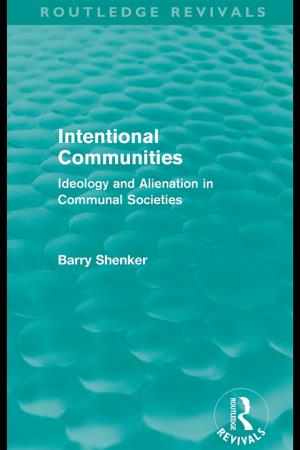 ROUTLEDGE REVIVALS
Intentional
Communities
Ideology and Alienation in
Communal Societies
Barry Shenker
ROUTLEDGE
REVIVALS